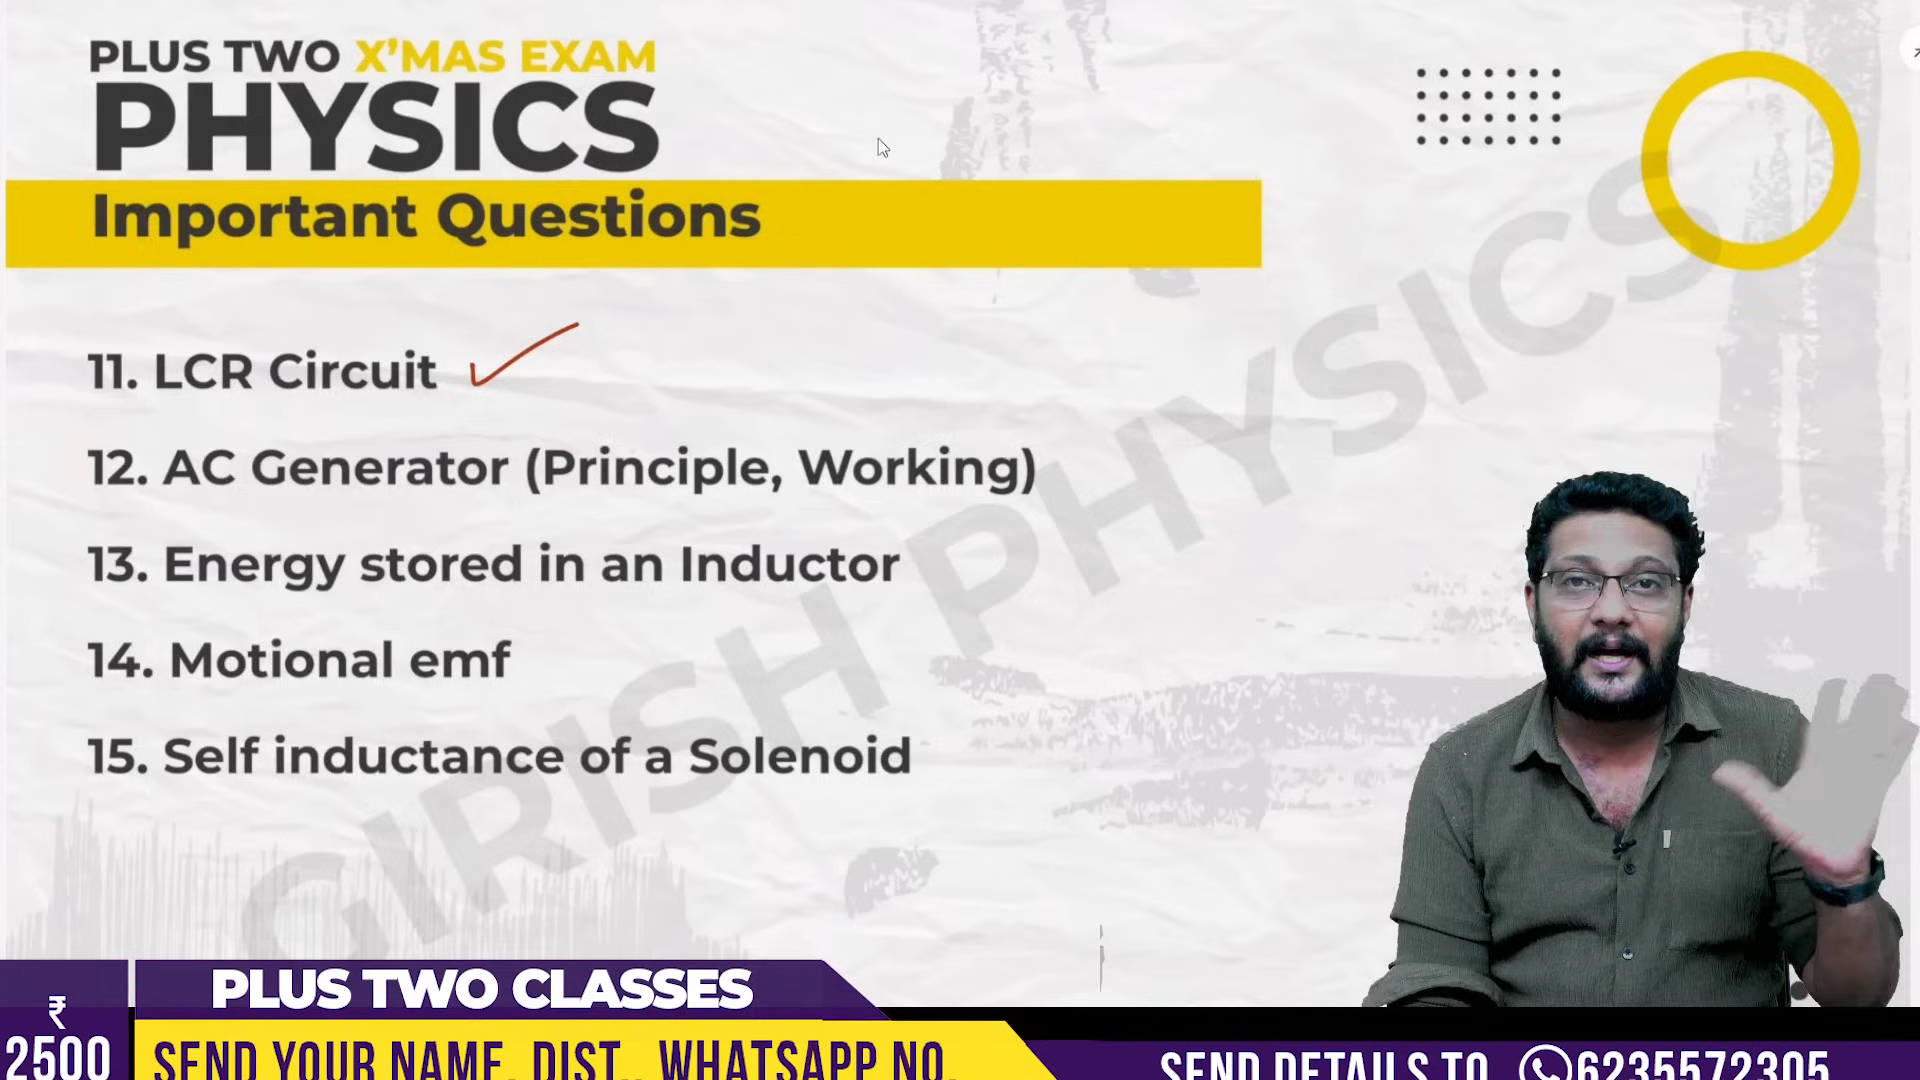 PLUS TWO X'MAS EXAM
PHYSICS
Important Questions
11. LCR Circuit
12. AC Generator (Principle, Working)
13. Energy stored in an Inductor
14. Motional emf
15. Self inductance of a Solenoid
GIRISH PHYSICS
PLUS TWO CLASSES
₹
2500
SEND YOUR NAME, DIST., WHATSAPP NO.
SEND DETAILS TO 6235572305